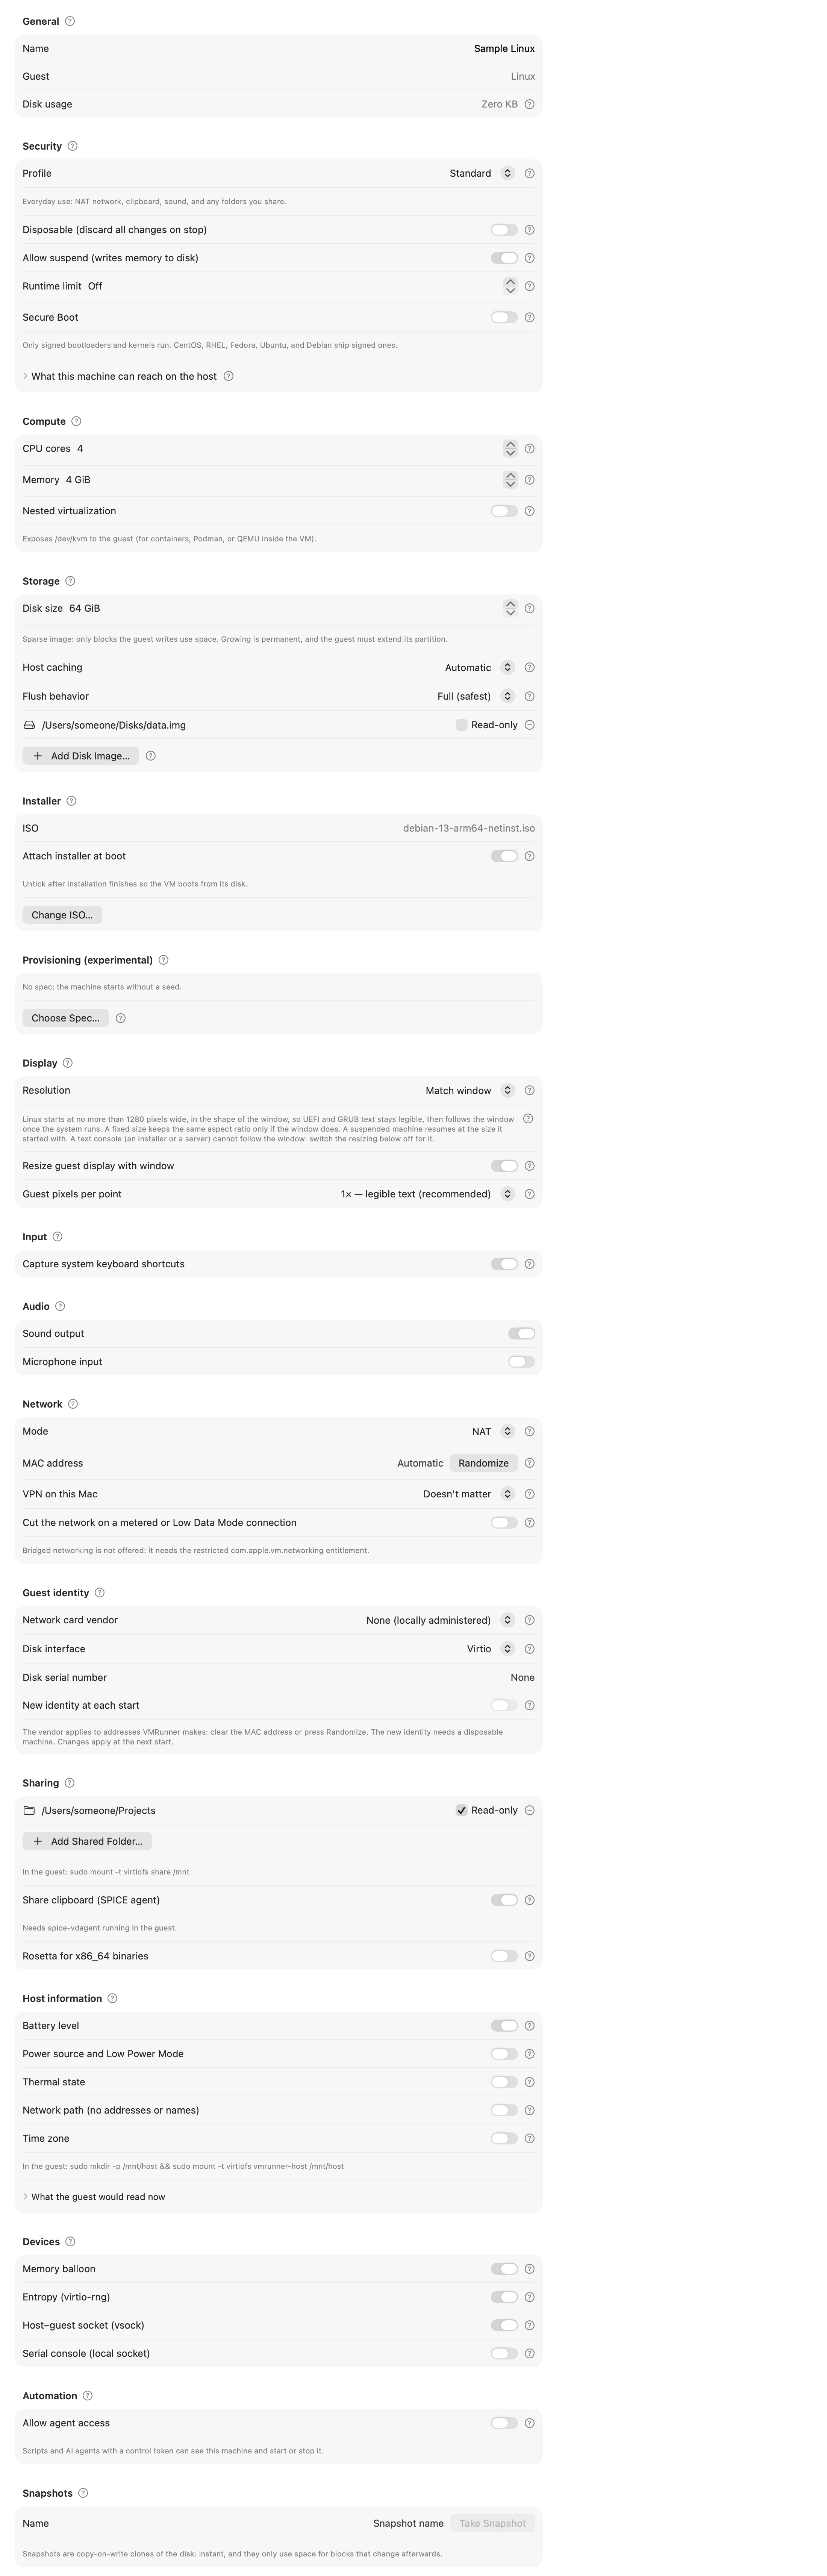 General
Name Sample Linux
Guest Linux
Disk usage Zero KB
Security
Profile Standard
Everyday use: NAT network, clipboard, sound, and any folders you share.
Disposable (discard all changes on stop)
Allow suspend (writes memory to disk)
Runtime limit Off
Secure Boot
Only signed bootloaders and kernels run. CentOS, RHEL, Fedora, Ubuntu, and Debian ship signed ones.
What this machine can reach on the host
Compute
CPU cores 4
Memory 4 GiB
Nested virtualization
Exposes /dev/kvm to the guest (for containers, Podman, or QEMU inside the VM).
Storage
Disk size 64 GiB
Sparse image: only blocks the guest writes use space. Growing is permanent, and the guest must extend its partition.
Host caching Automatic
Flush behavior Full (safest)
/Users/someone/Disks/data.img Read-only
+ Add Disk Image...
Installer
ISO debian-13-arm64-netinst.iso
Attach installer at boot
Untick after installation finishes so the VM boots from its disk.
Change ISO...
Provisioning (experimental)
No spec: the machine starts without a seed.
Choose Spec...
Display
Resolution Match window
Linux starts at no more than 1280 pixels wide, in the shape of the window, so UEFI and GRUB text stays legible, then follows the window
once the system runs. A fixed size keeps the same aspect ratio only if the window does. A suspended machine resumes at the size it
started with. A text console (an installer or a server) cannot follow the window: switch the resizing below off for it.
Resize guest display with window
Guest pixels per point 1× — legible text (recommended)
Input
Capture system keyboard shortcuts
Audio
Sound output
Microphone input
Network
Mode NAT
MAC address Automatic Randomize
VPN on this Mac Doesn't matter
Cut the network on a metered or Low Data Mode connection
Bridged networking is not offered: it needs the restricted com.apple.vm.networking entitlement.
Guest identity
Network card vendor None (locally administered)
Disk interface Virtio
Disk serial number None
New identity at each start
The vendor applies to addresses VMRunner makes: clear the MAC address or press Randomize. The new identity needs a disposable
machine. Changes apply at the next start.
Sharing
/Users/someone/Projects Read-only
+ Add Shared Folder...
In the guest: sudo mount -t virtiofs share /mnt
Share clipboard (SPICE agent)
Needs spice-vdagent running in the guest.
Rosetta for x86_64 binaries
Host information
Battery level
Power source and Low Power Mode
Thermal state
Network path (no addresses or names)
Time zone
In the guest: sudo mkdir -p /mnt/host && sudo mount -t virtiofs vmrunner-host /mnt/host
What the guest would read now
Devices
Memory balloon
Entropy (virtio-rng)
Host–guest socket (vsock)
Serial console (local socket)
Automation
Allow agent access
Scripts and AI agents with a control token can see this machine and start or stop it.
Snapshots
Name Snapshot name Take Snapshot
Snapshots are copy-on-write clones of the disk: instant, and they only use space for blocks that change afterwards.